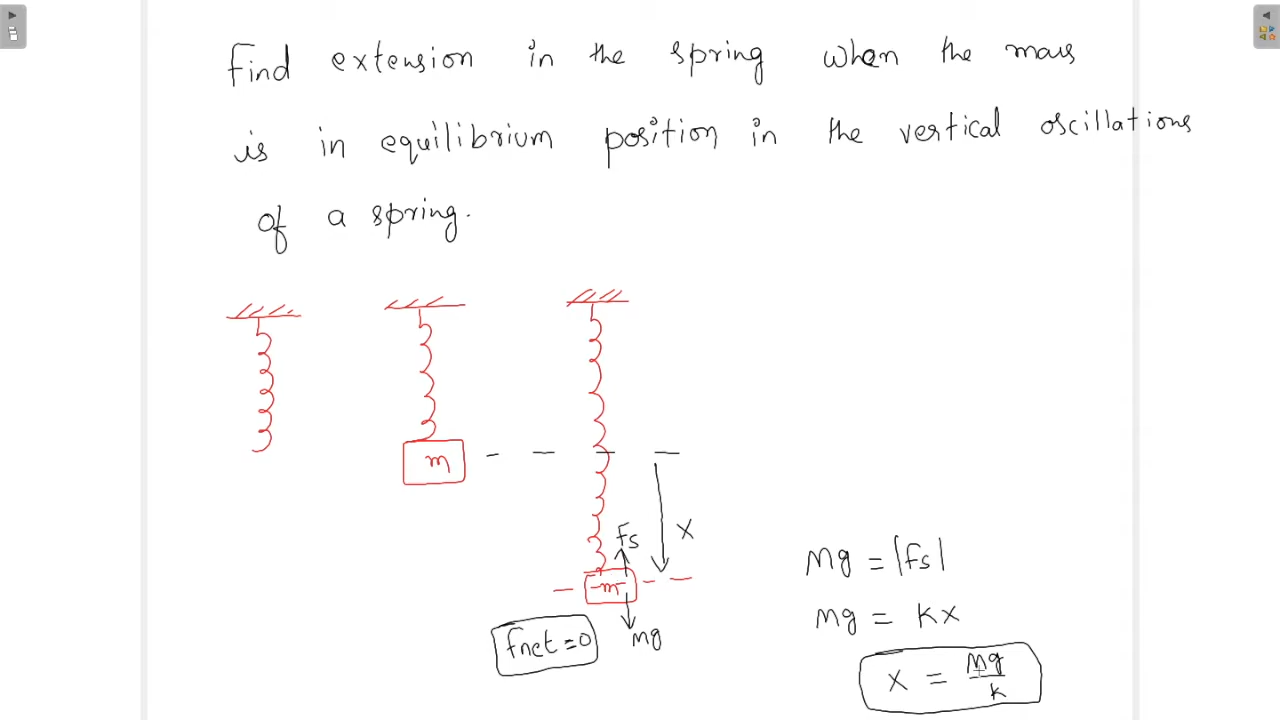 Find extension in the spring when the mass
is in equilibrium position in the vertical oscillations
of a spring.
m
Fs
x
m
Fnet = 0
mg
Mg = |Fs|
mg = kx
x = Mg/k